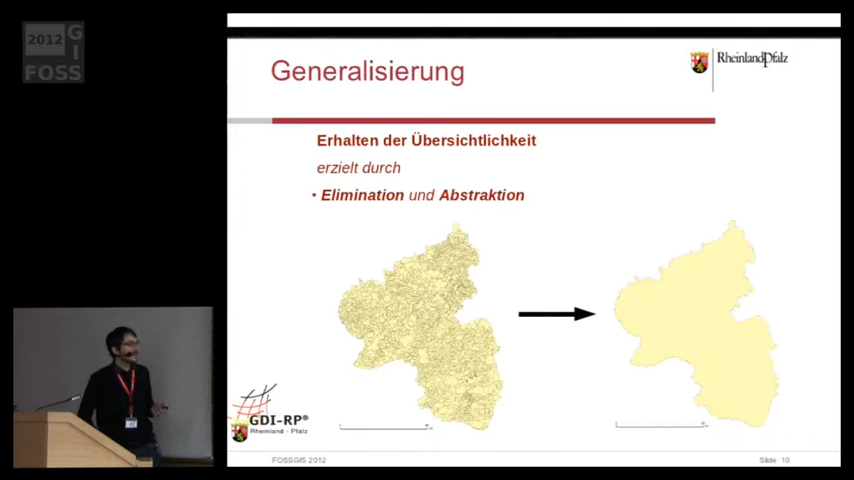 2012
GIS
FOSS
Generalisierung
RheinlandPfalz
Erhalten der Übersichtlichkeit
erzielt durch
• Elimination und Abstraktion
GDI-RP®
Rheinland - Pfalz
FOSSGIS 2012
Slide 10